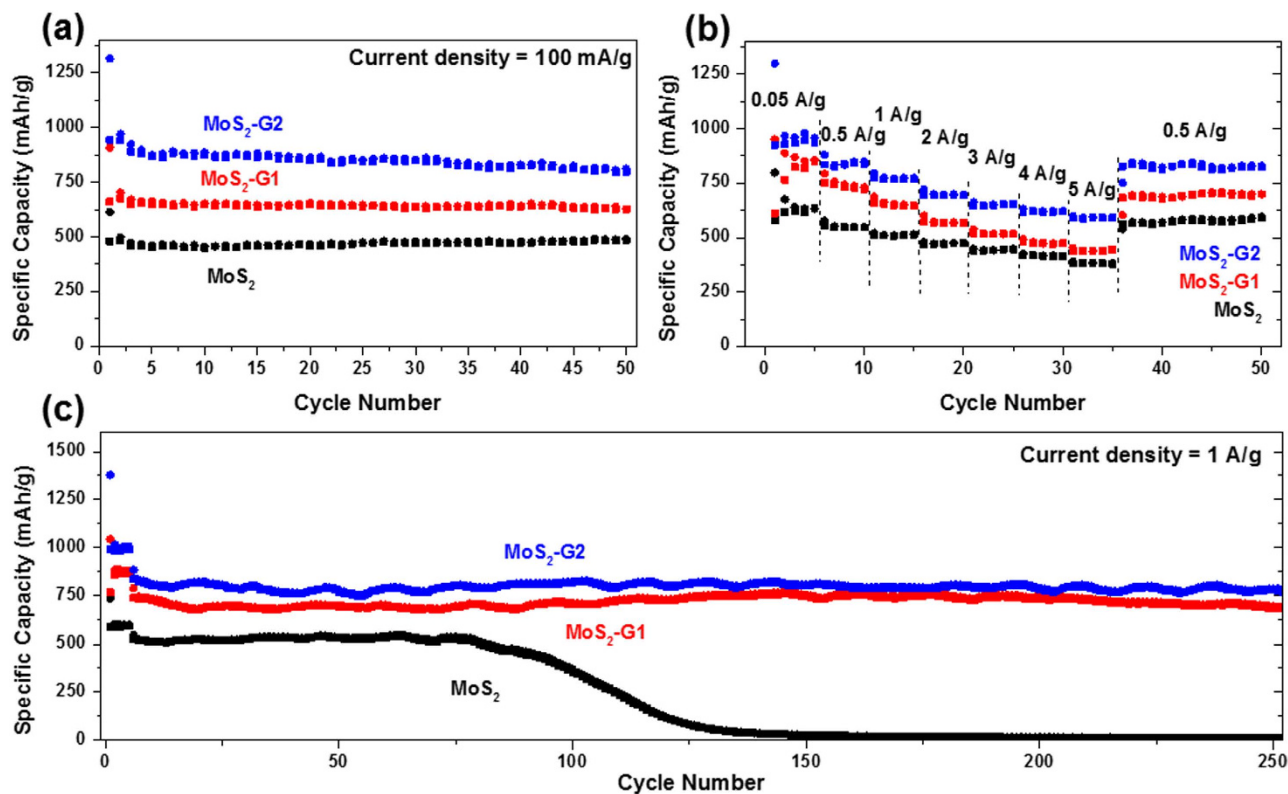 (a)
Current density = 100 mA/g
Specific Capacity (mAh/g)
1250
1000
750
500
250
0
MoS2-G2
MoS2-G1
MoS2
0 5 10 15 20 25 30 35 40 45 50
Cycle Number
(b)
Specific Capacity (mAh/g)
1250
1000
750
500
250
0
0.05 A/g
0.5 A/g
1 A/g
2 A/g
3 A/g
4 A/g
5 A/g
0.5 A/g
MoS2-G2
MoS2-G1
MoS2
0 10 20 30 40 50
Cycle Number
(c)
Current density = 1 A/g
Specific Capacity (mAh/g)
1500
1250
1000
750
500
250
0
MoS2-G2
MoS2-G1
MoS2
0 50 100 150 200 250
Cycle Number